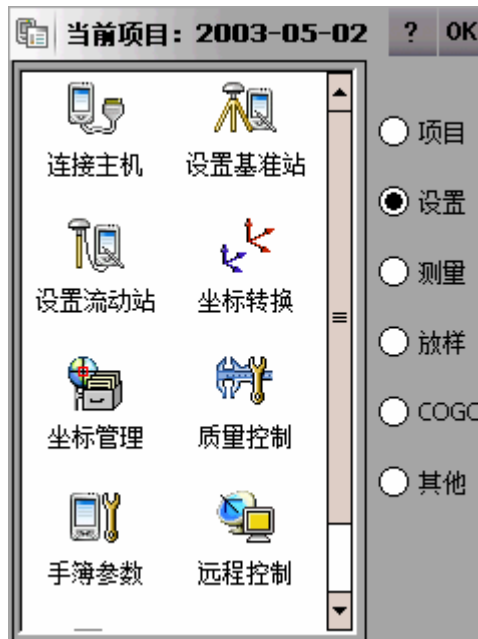 当前项目: 2003-05-02 ? OK
连接主机 设置基准站
设置流动站 坐标转换
坐标管理 质量控制
手簿参数 远程控制
项目
设置
测量
放样
COGO
其他